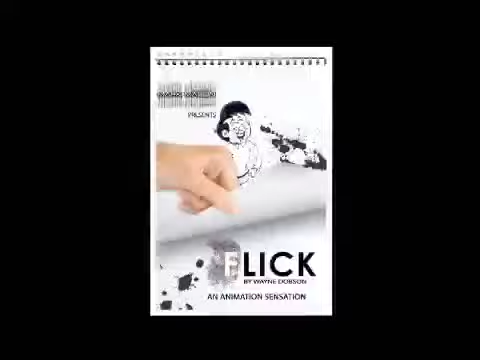 PRESENTS
FLICK
BY WAYNE DOBSON
AN ANIMATION SENSATION